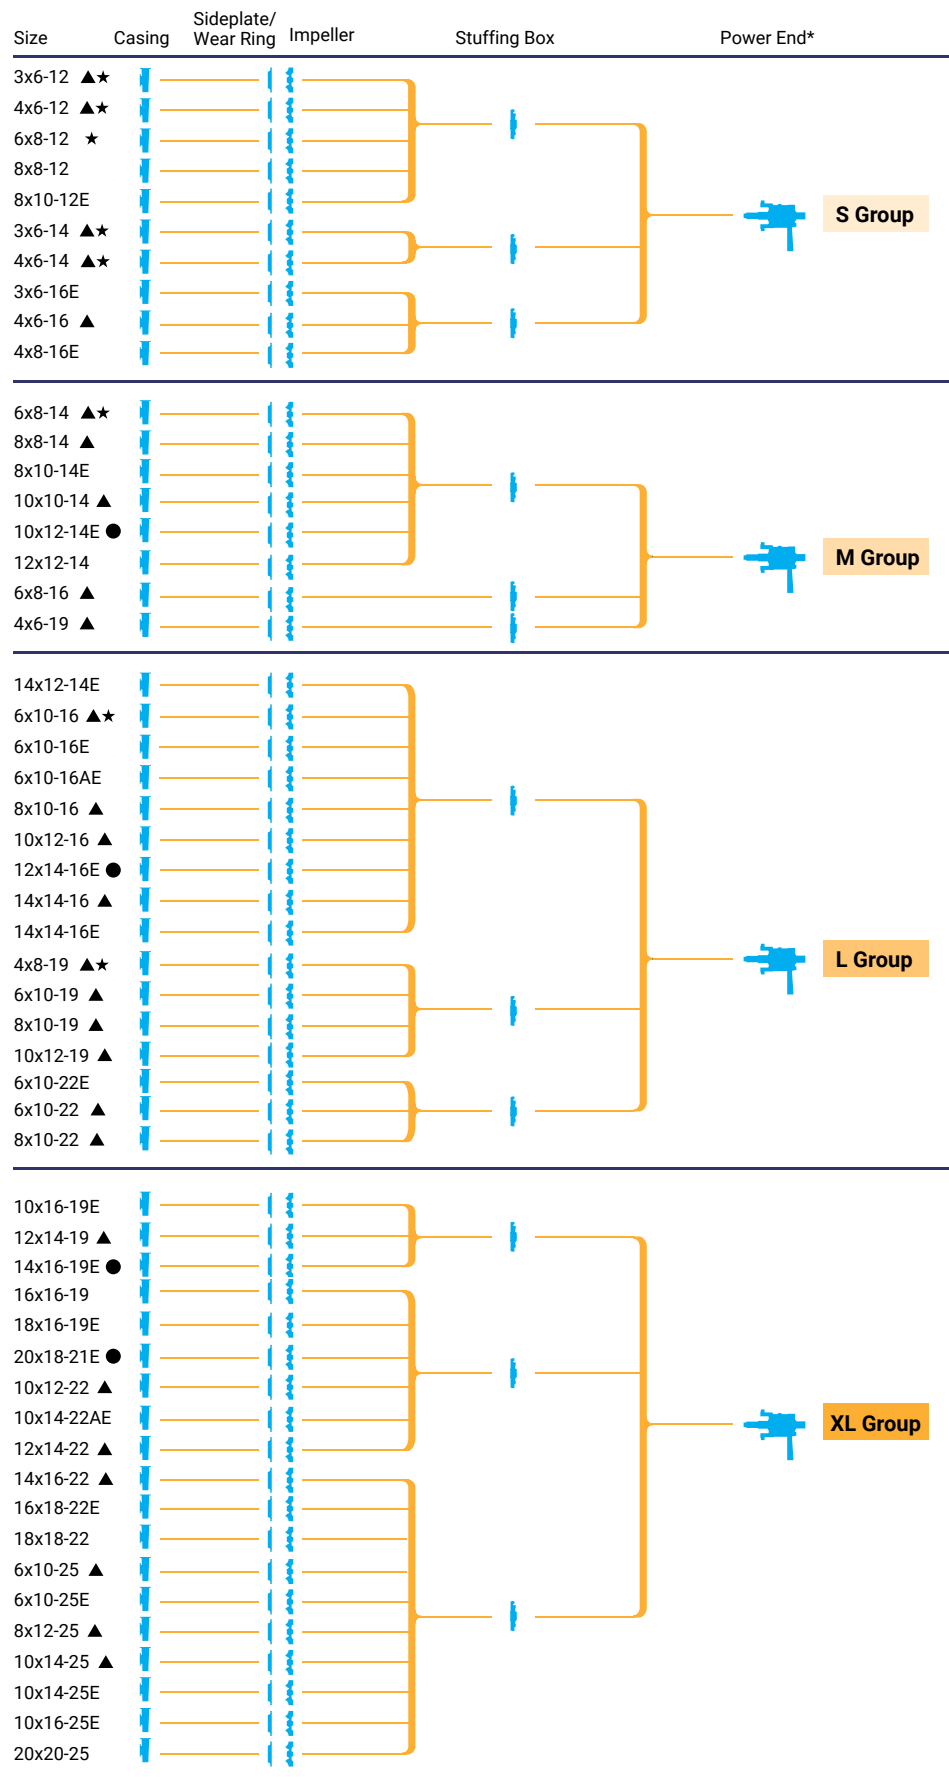 Size Casing Sideplate/ Wear Ring Impeller Stuffing Box Power End*
3x6-12 ▲★
4x6-12 ▲★
6x8-12 ★
8x8-12
8x10-12E
S Group
3x6-14 ▲★
4x6-14 ▲★
3x6-16E
4x6-16 ▲
4x8-16E
6x8-14 ▲★
8x8-14 ▲
8x10-14E
10x10-14 ▲
10x12-14E ●
M Group
12x12-14
6x8-16 ▲
4x6-19 ▲
14x12-14E
6x10-16 ▲★
6x10-16E
6x10-16AE
8x10-16 ▲
10x12-16 ▲
12x14-16E ●
14x14-16 ▲
14x14-16E
L Group
4x8-19 ▲★
6x10-19 ▲
8x10-19 ▲
10x12-19 ▲
6x10-22E
6x10-22 ▲
8x10-22 ▲
10x16-19E
12x14-19 ▲
14x16-19E ●
16x16-19
18x16-19E
20x18-21E ●
10x12-22 ▲
10x14-22AE
XL Group
12x14-22 ▲
14x16-22 ▲
16x18-22E
18x18-22
6x10-25 ▲
6x10-25E
8x12-25 ▲
10x14-25 ▲
10x14-25E
10x16-25E
20x20-25